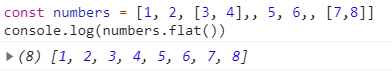 const numbers = [1, 2, [3, 4],, 5, 6,, [7,8]]
console.log(numbers.flat())
▶ (8) [1, 2, 3, 4, 5, 6, 7, 8]